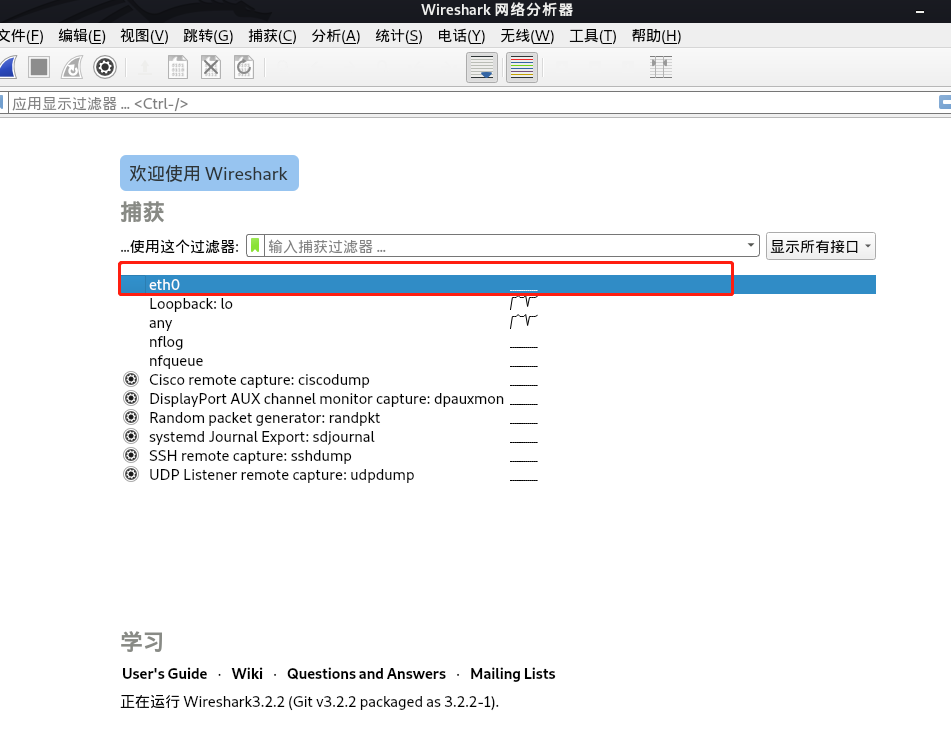 Wireshark 网络分析器
文件(F) 编辑(E) 视图(V) 跳转(G) 捕获(C) 分析(A) 统计(S) 电话(Y) 无线(W) 工具(T) 帮助(H)
应用显示过滤器 ... <Ctrl-/>
欢迎使用 Wireshark
捕获
...使用这个过滤器: 输入捕获过滤器 ... 显示所有接口
eth0
Loopback: lo
any
nflog
nfqueue
Cisco remote capture: ciscodump
DisplayPort AUX channel monitor capture: dpauxmon
Random packet generator: randpkt
systemd Journal Export: sdjournal
SSH remote capture: sshdump
UDP Listener remote capture: udpdump
学习
User's Guide · Wiki · Questions and Answers · Mailing Lists
正在运行 Wireshark3.2.2 (Git v3.2.2 packaged as 3.2.2-1).